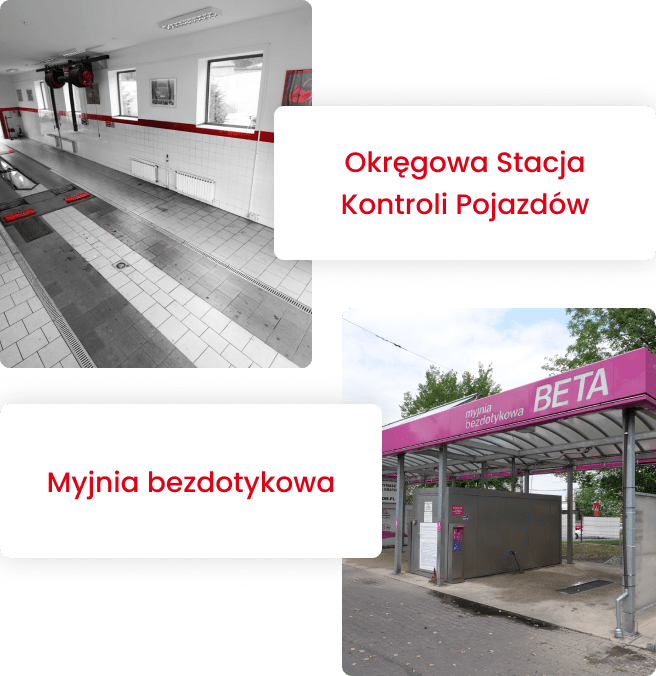 Okręgowa Stacja
Kontroli Pojazdów
myjnia
bezdotykowa
BETA
Myjnia bezdotykowa